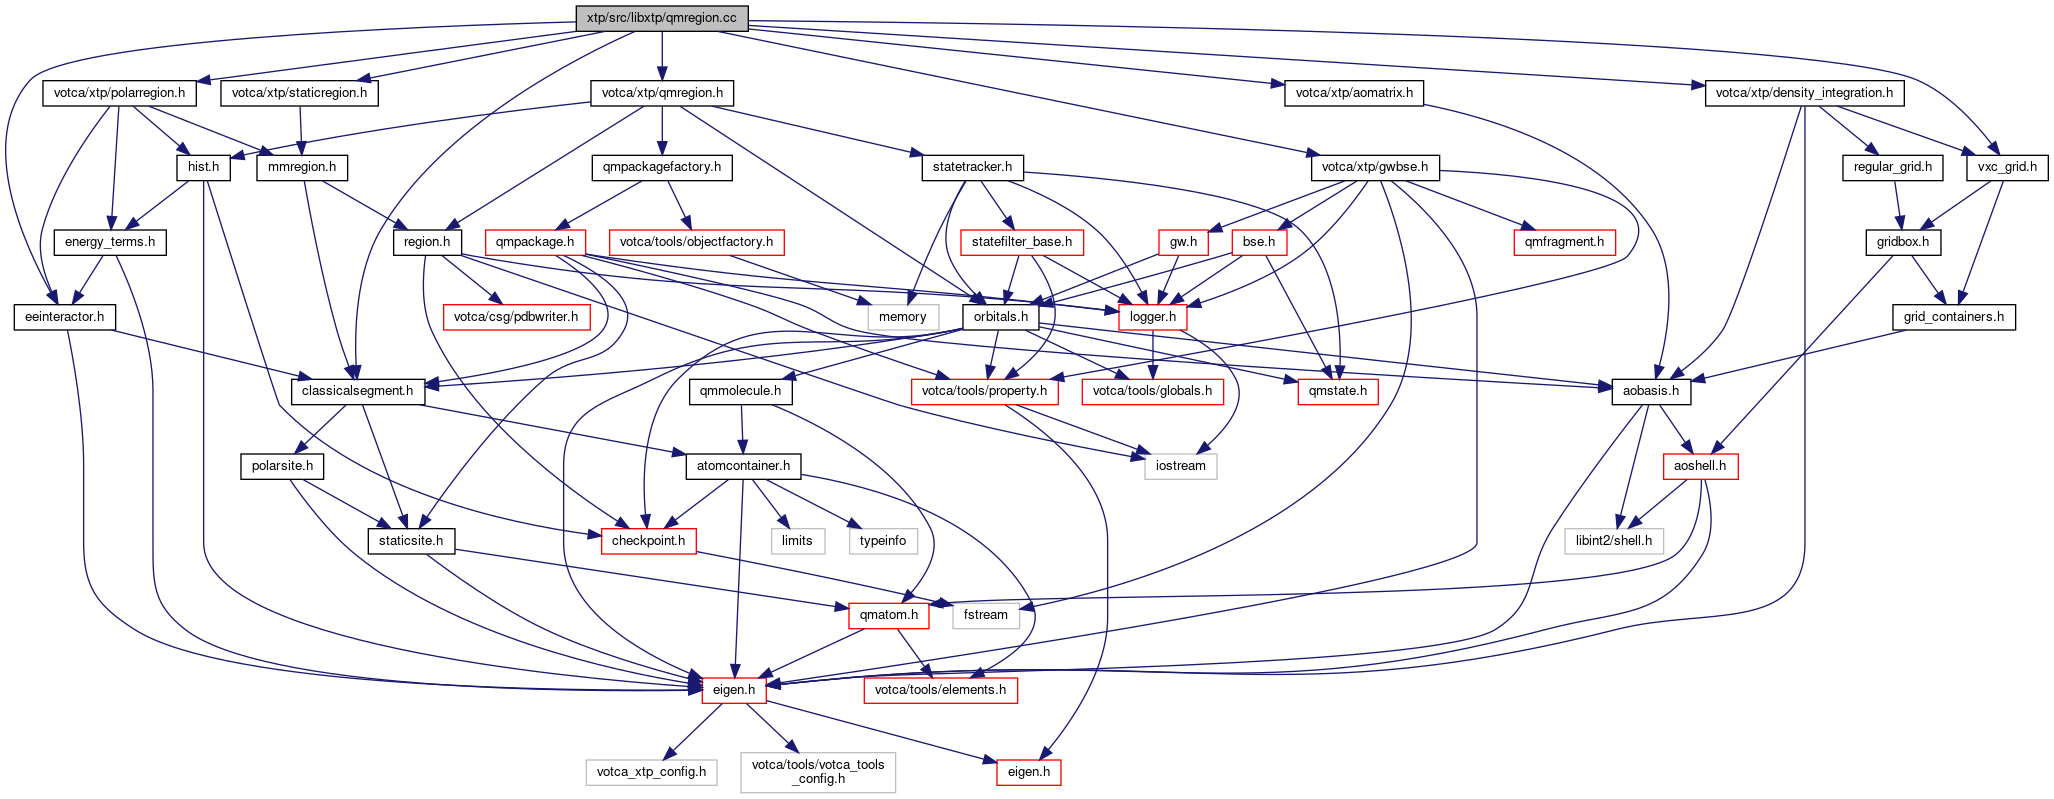 xtp/src/libxtp/qmregion.cc
votca/xtp/polarregion.h
votca/xtp/staticregion.h
votca/xtp/qmregion.h
votca/xtp/aomatrix.h
votca/xtp/density_integration.h
hist.h
mmregion.h
qmpackagefactory.h
statetracker.h
votca/xtp/gwbse.h
regular_grid.h
vxc_grid.h
energy_terms.h
region.h
qmpackage.h
votca/tools/objectfactory.h
statefilter_base.h
gw.h
bse.h
qmfragment.h
gridbox.h
eeinteractor.h
votca/csg/pdbwriter.h
memory
orbitals.h
logger.h
grid_containers.h
classicalsegment.h
qmmolecule.h
votca/tools/property.h
votca/tools/globals.h
qmstate.h
aobasis.h
polarsite.h
atomcontainer.h
iostream
aoshell.h
staticsite.h
checkpoint.h
limits
typeinfo
libint2/shell.h
qmatom.h
fstream
eigen.h
votca/tools/elements.h
votca_xtp_config.h
votca/tools/votca_tools
_config.h
eigen.h